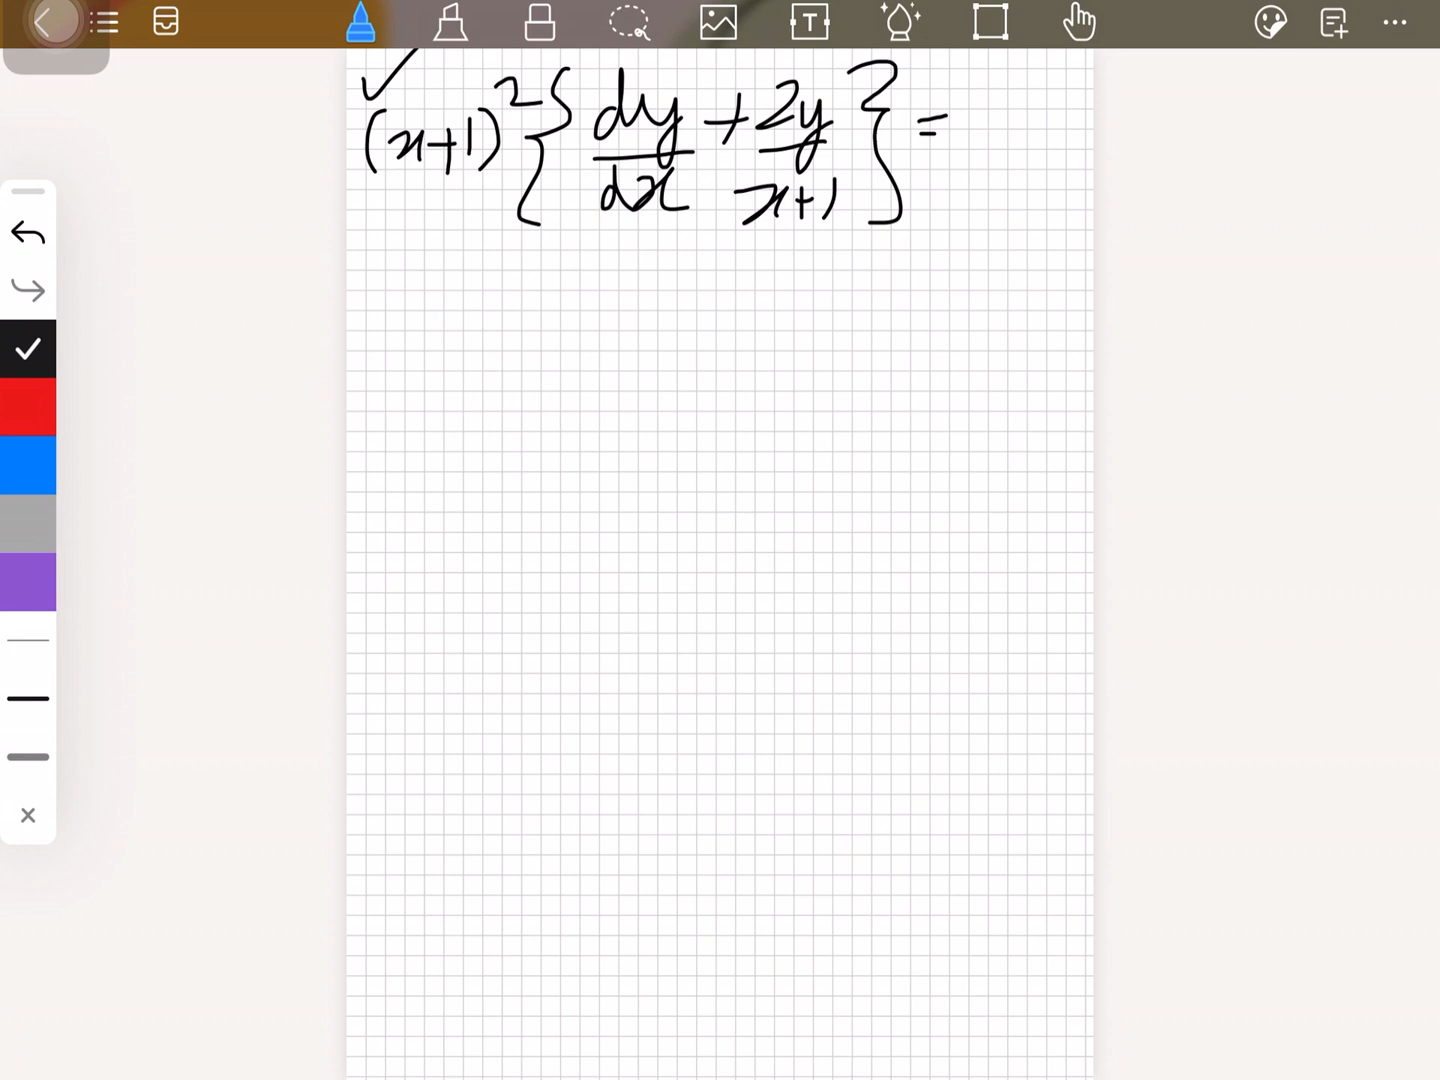 (x+1)²{dy/dx + 2y/x+1} =
T